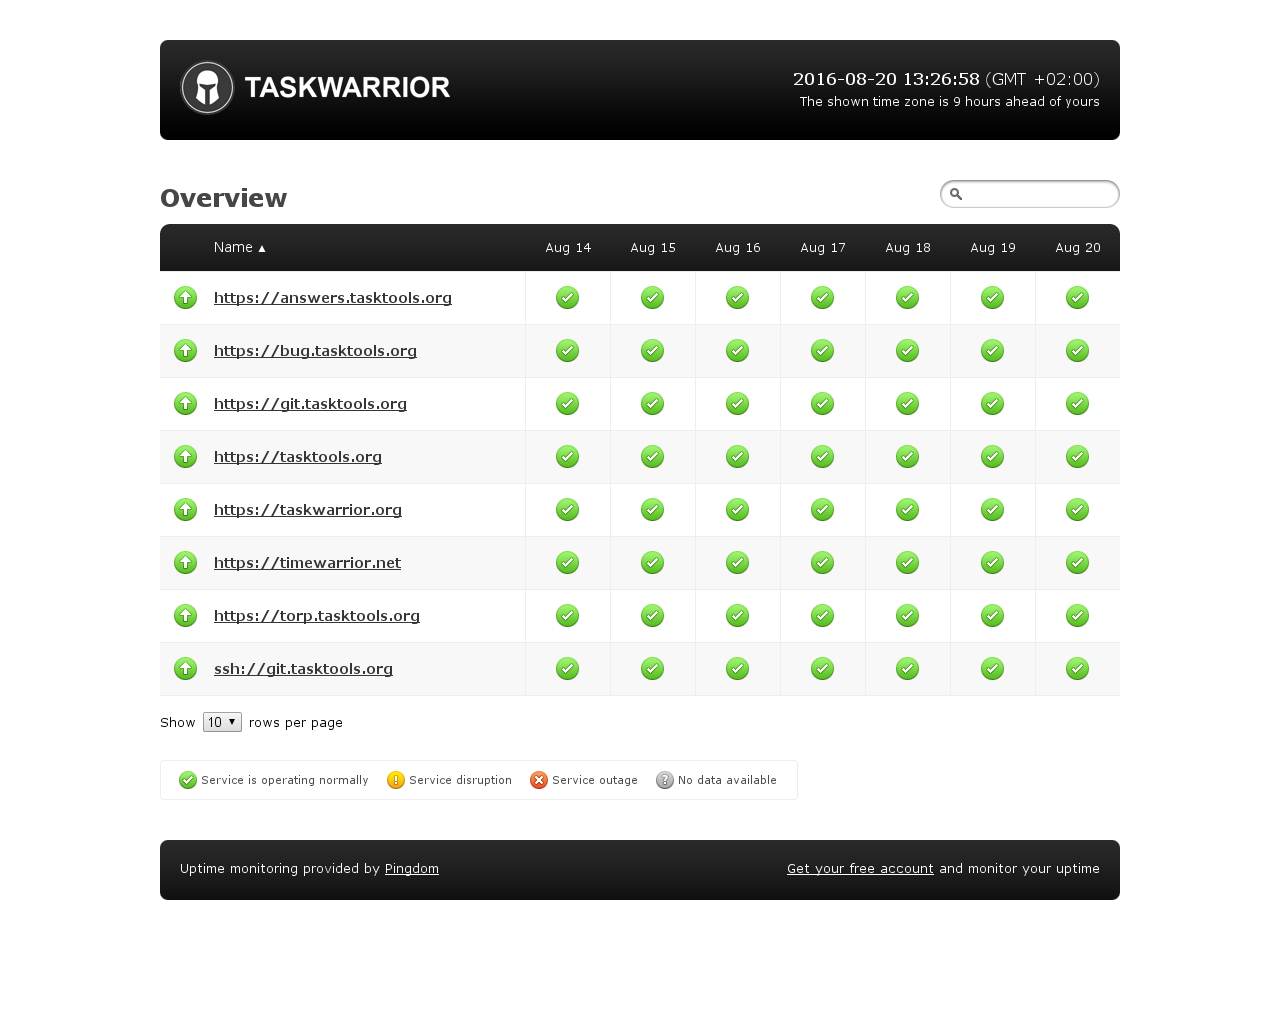 TASKWARRIOR
2016-08-20 13:26:58 (GMT +02:00)
The shown time zone is 9 hours ahead of yours
Overview
Name ▲ Aug 14 Aug 15 Aug 16 Aug 17 Aug 18 Aug 19 Aug 20
https://answers.tasktools.org
https://bug.tasktools.org
https://git.tasktools.org
https://tasktools.org
https://taskwarrior.org
https://timewarrior.net
https://torp.tasktools.org
ssh://git.tasktools.org
Show 10 ▼ rows per page
Service is operating normally Service disruption Service outage No data available
Uptime monitoring provided by Pingdom Get your free account and monitor your uptime